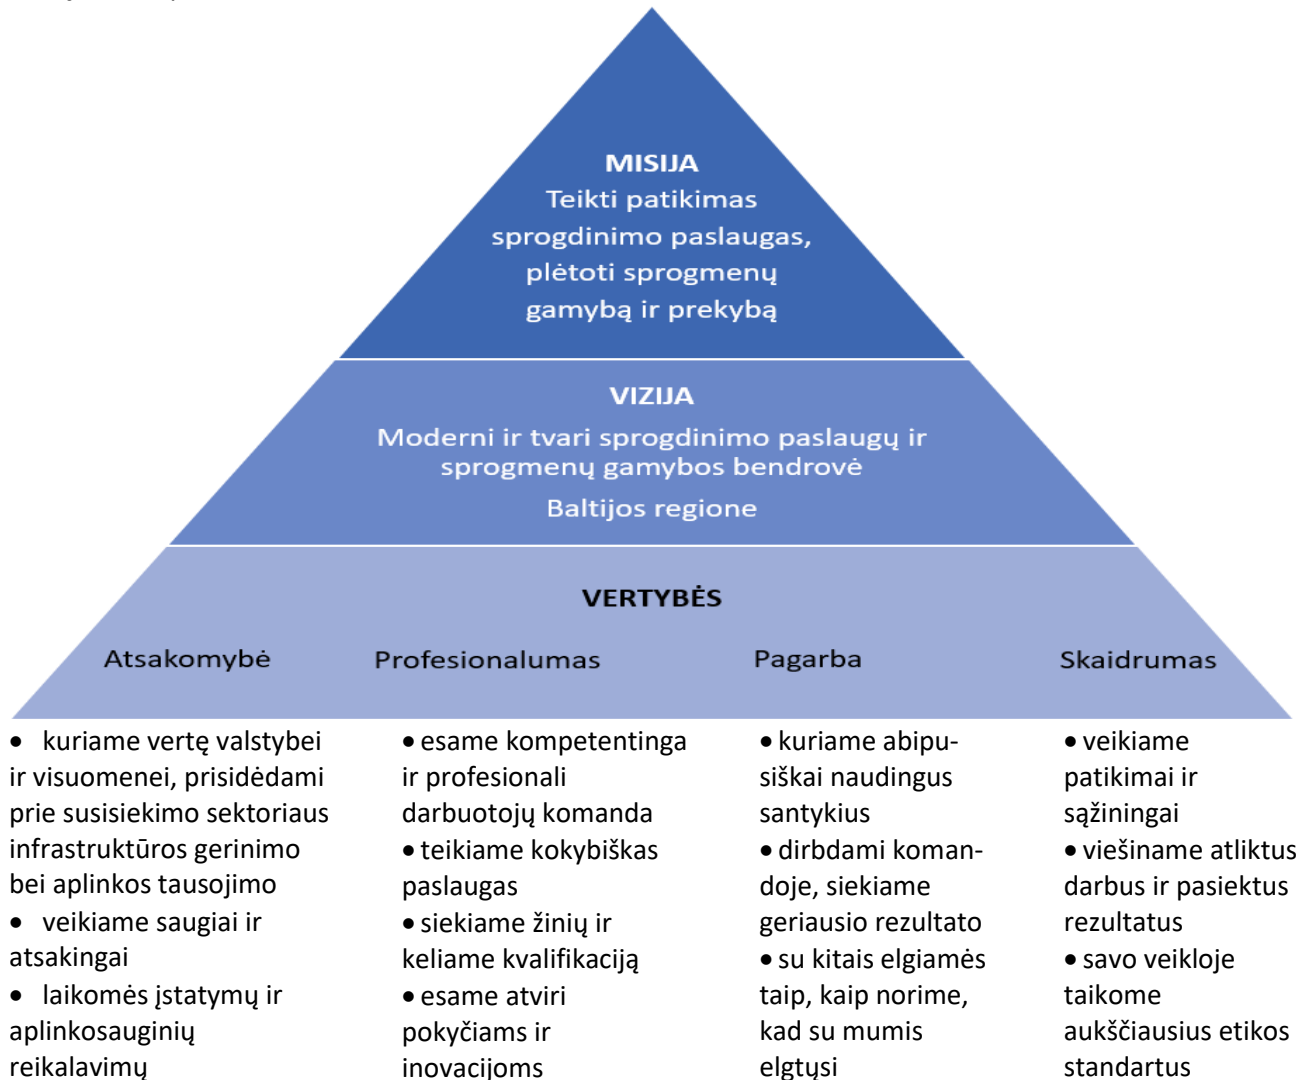 MISIJA
Teikti patikimas
sprogdinimo paslaugas,
plėtoti sprogmenų
gamybą ir prekybą
VIZIJA
Moderni ir tvari sprogdinimo paslaugų ir
sprogmenų gamybos bendrovė
Baltijos regione
VERTYBĖS
Atsakomybė
Profesionalumas
Pagarba
Skaidrumas
• kuriame vertę valstybei
ir visuomenei, prisidėdami
prie susisiekimo sektoriaus
infrastruktūros gerinimo
bei aplinkos tausojimo
• veikiame saugiai ir
atsakingai
• laikomės įstatymų ir
aplinkosauginių
reikalavimų
• esame kompetentinga
ir profesionali
darbuotojų komanda
• teikiame kokybiškas
paslaugas
• siekiame žinių ir
keliame kvalifikaciją
• esame atviri
pokyčiams ir
inovacijoms
• kuriame abipu-
siškai naudingus
santykius
• dirbdami koman-
doje, siekiame
geriausio rezultato
• su kitais elgiamės
taip, kaip norime,
kad su mumis
elgtųsi
• veikiame
patikimai ir
sąžiningai
• viešiname atliktus
darbus ir pasiektus
rezultatus
• savo veikloje
taikome
aukščiausius etikos
standartus